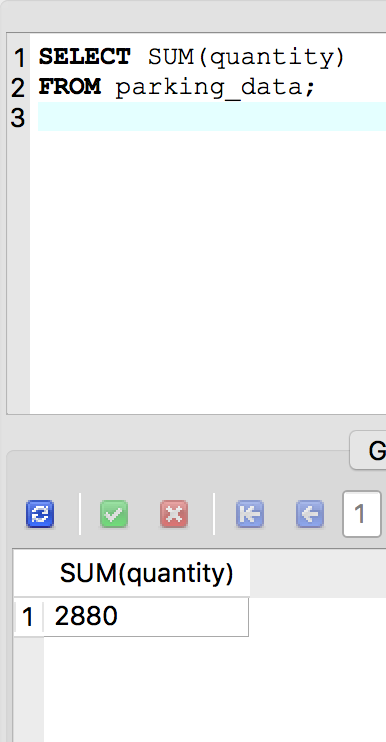 1 SELECT SUM(quantity)
2 FROM parking_data;
3
G
1
SUM(quantity)
1 2880